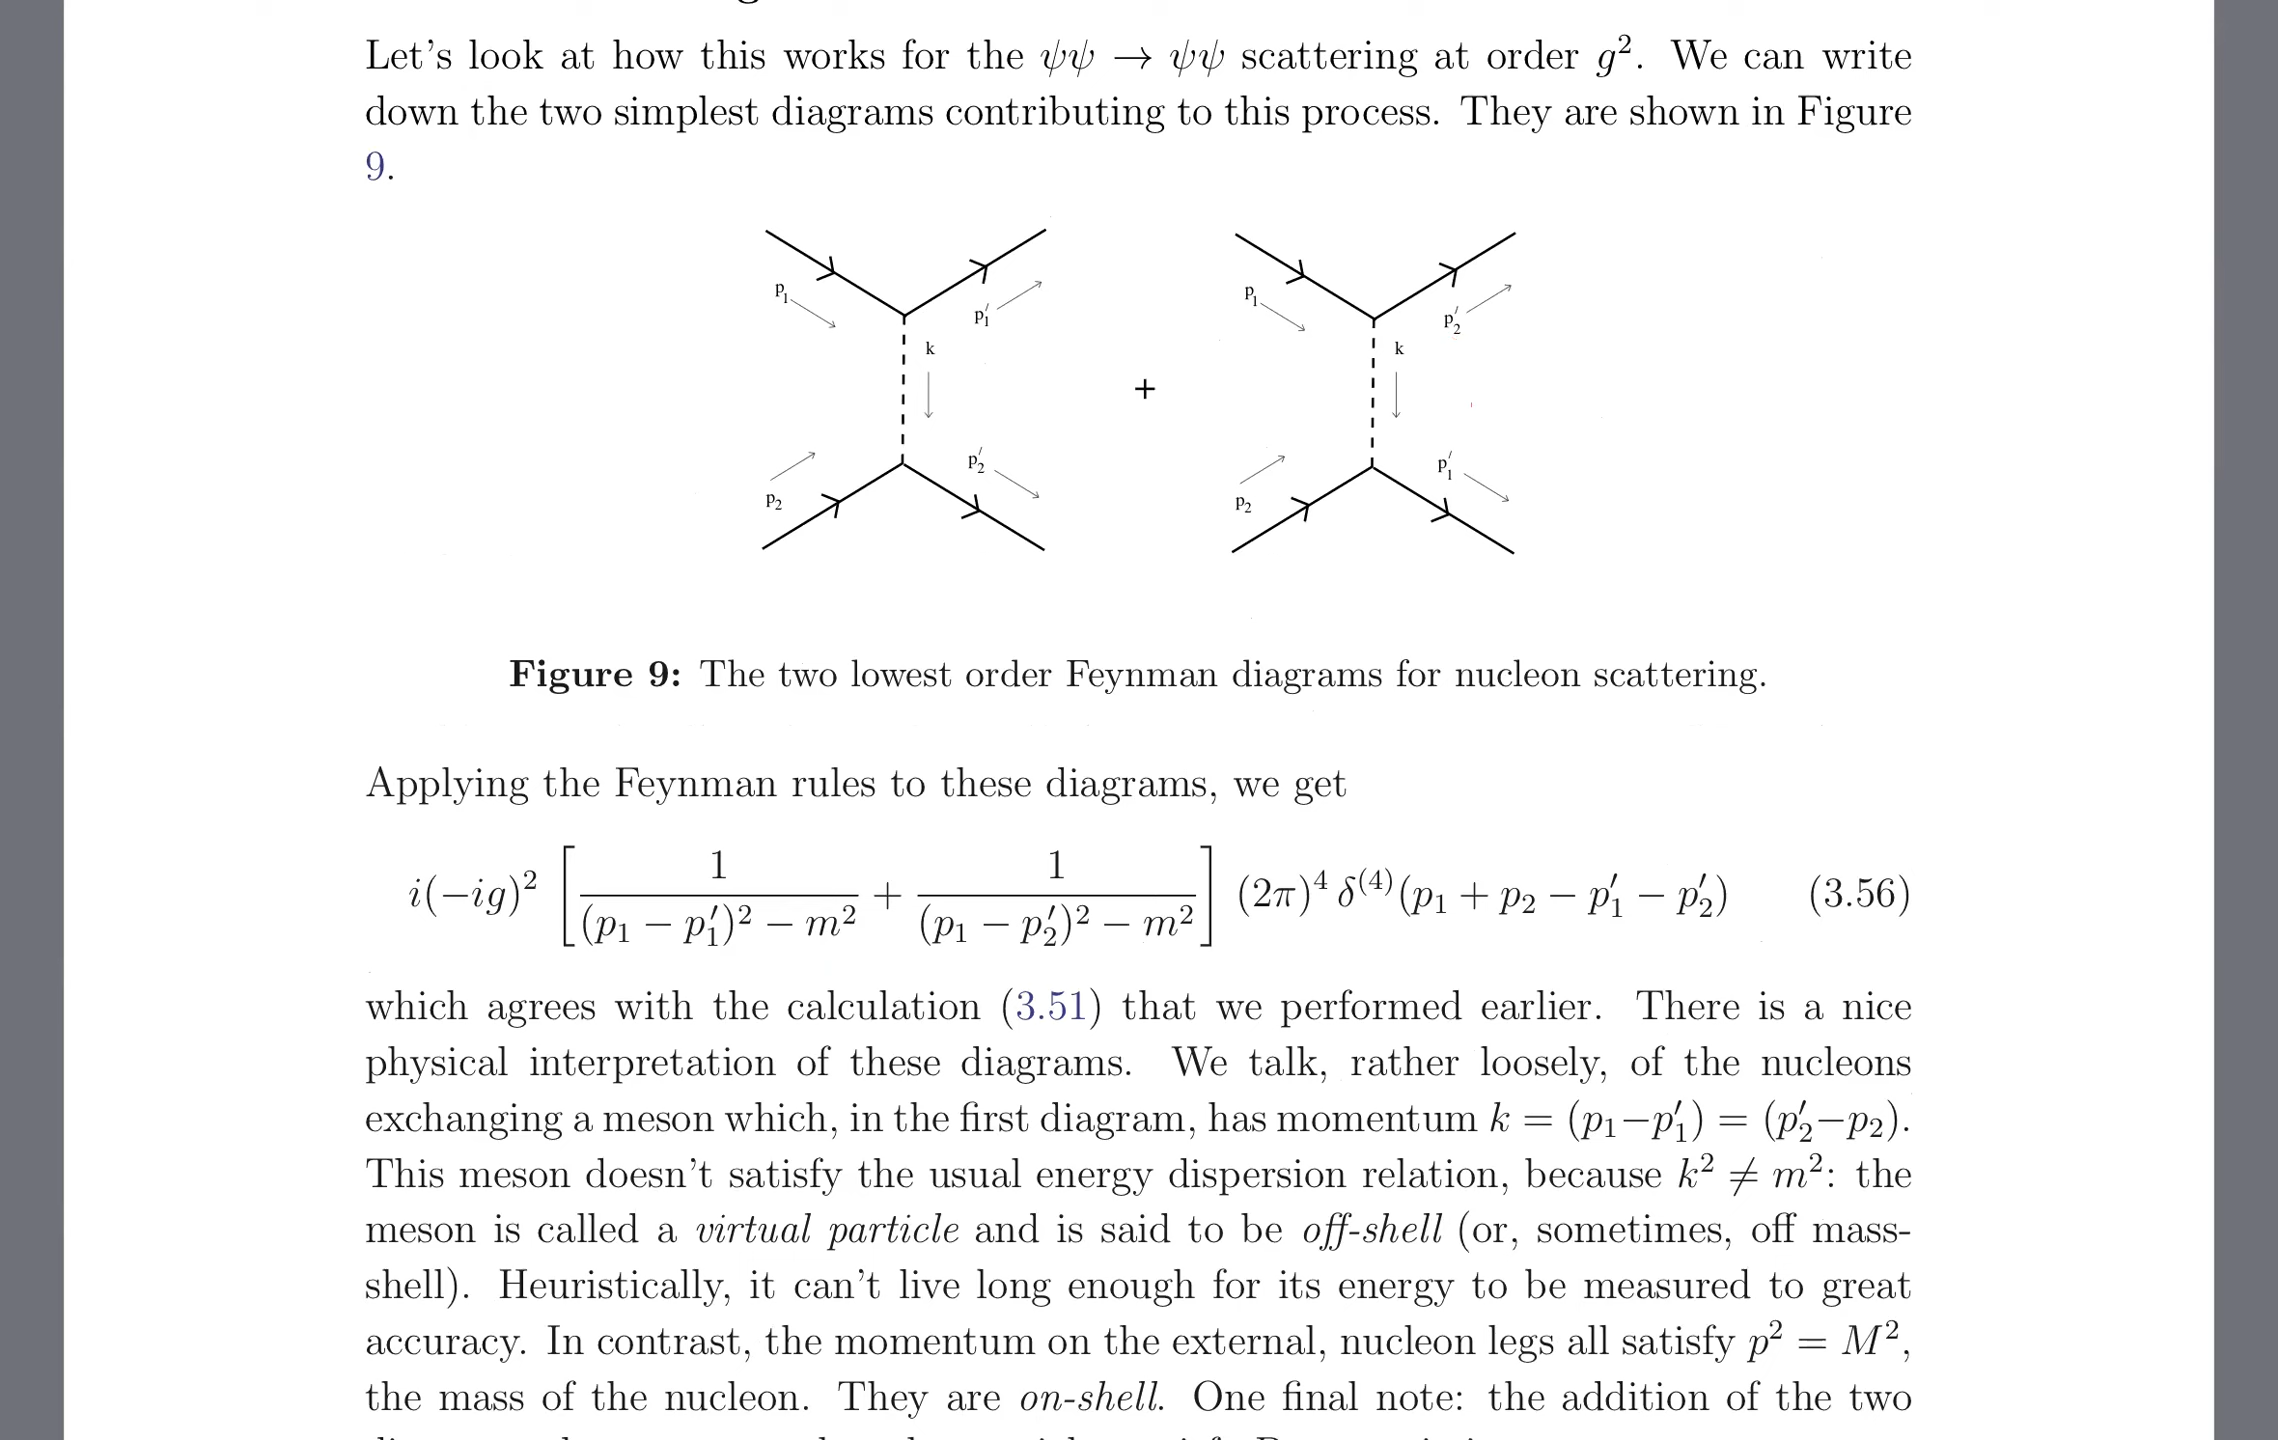 Let's look at how this works for the ψψ → ψψ scattering at order g². We can write
down the two simplest diagrams contributing to this process. They are shown in Figure
9.
p₁
p₁′
k
p₂
p₂′
+
p₁
p₂′
k
p₂
p₁′
Figure 9: The two lowest order Feynman diagrams for nucleon scattering.
Applying the Feynman rules to these diagrams, we get
i(−ig)² [ 1/((p₁ − p₁′)² − m²) + 1/((p₁ − p₂′)² − m²) ] (2π)⁴ δ⁽⁴⁾(p₁ + p₂ − p₁′ − p₂′) (3.56)
which agrees with the calculation (3.51) that we performed earlier. There is a nice
physical interpretation of these diagrams. We talk, rather loosely, of the nucleons
exchanging a meson which, in the first diagram, has momentum k = (p₁−p₁′) = (p₂′−p₂).
This meson doesn't satisfy the usual energy dispersion relation, because k² ≠ m²: the
meson is called a virtual particle and is said to be off-shell (or, sometimes, off mass-
shell). Heuristically, it can't live long enough for its energy to be measured to great
accuracy. In contrast, the momentum on the external, nucleon legs all satisfy p² = M²,
the mass of the nucleon. They are on-shell. One final note: the addition of the two